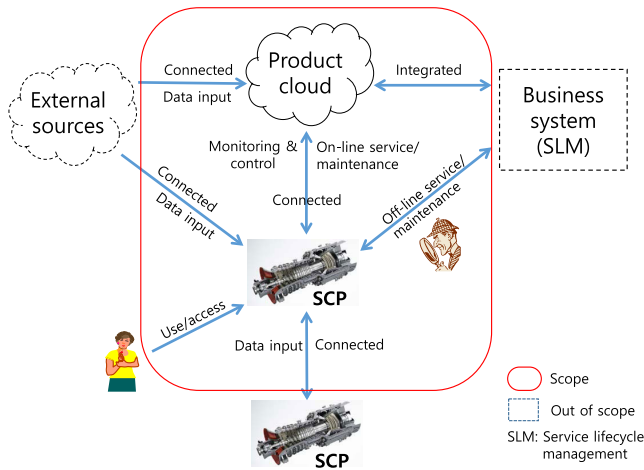 External
sources
Connected
Data input
Product
cloud
Integrated
Business
system
(SLM)
Monitoring &
control
On-line service/
maintenance
Connected
Connected
Data input
Off-line service/
maintenance
SCP
Use/access
Data input
Connected
SCP
Scope
Out of scope
SLM: Service lifecycle
management